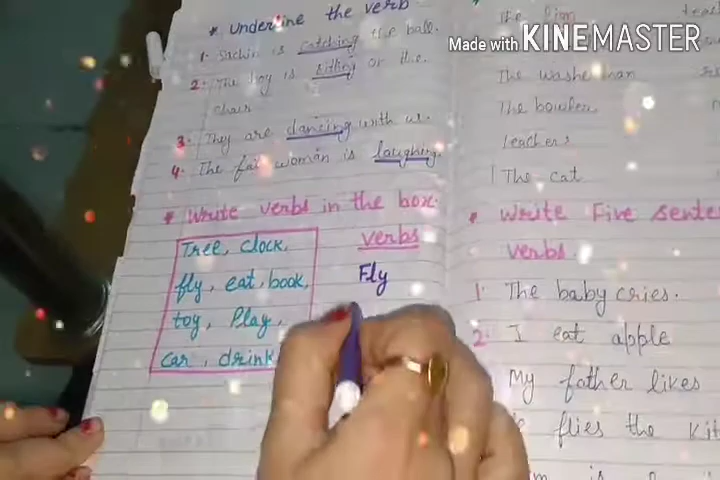 * Underline the verb
1. Sachin is catching the ball.
2. The boy is sitting on the.
chair
3. They are dancing with us.
4. The fat woman is laughing.
* Write verbs in the box.
Tree, clock,
fly, eat, book,
toy, Play,
car, drink
verbs
Fly
Made with KINEMASTER
The lion
The washerman
The bowler
teachers
The cat
* Write Five
verbs.
1. The baby cries.
2. I eat apple
My father likes
flies the